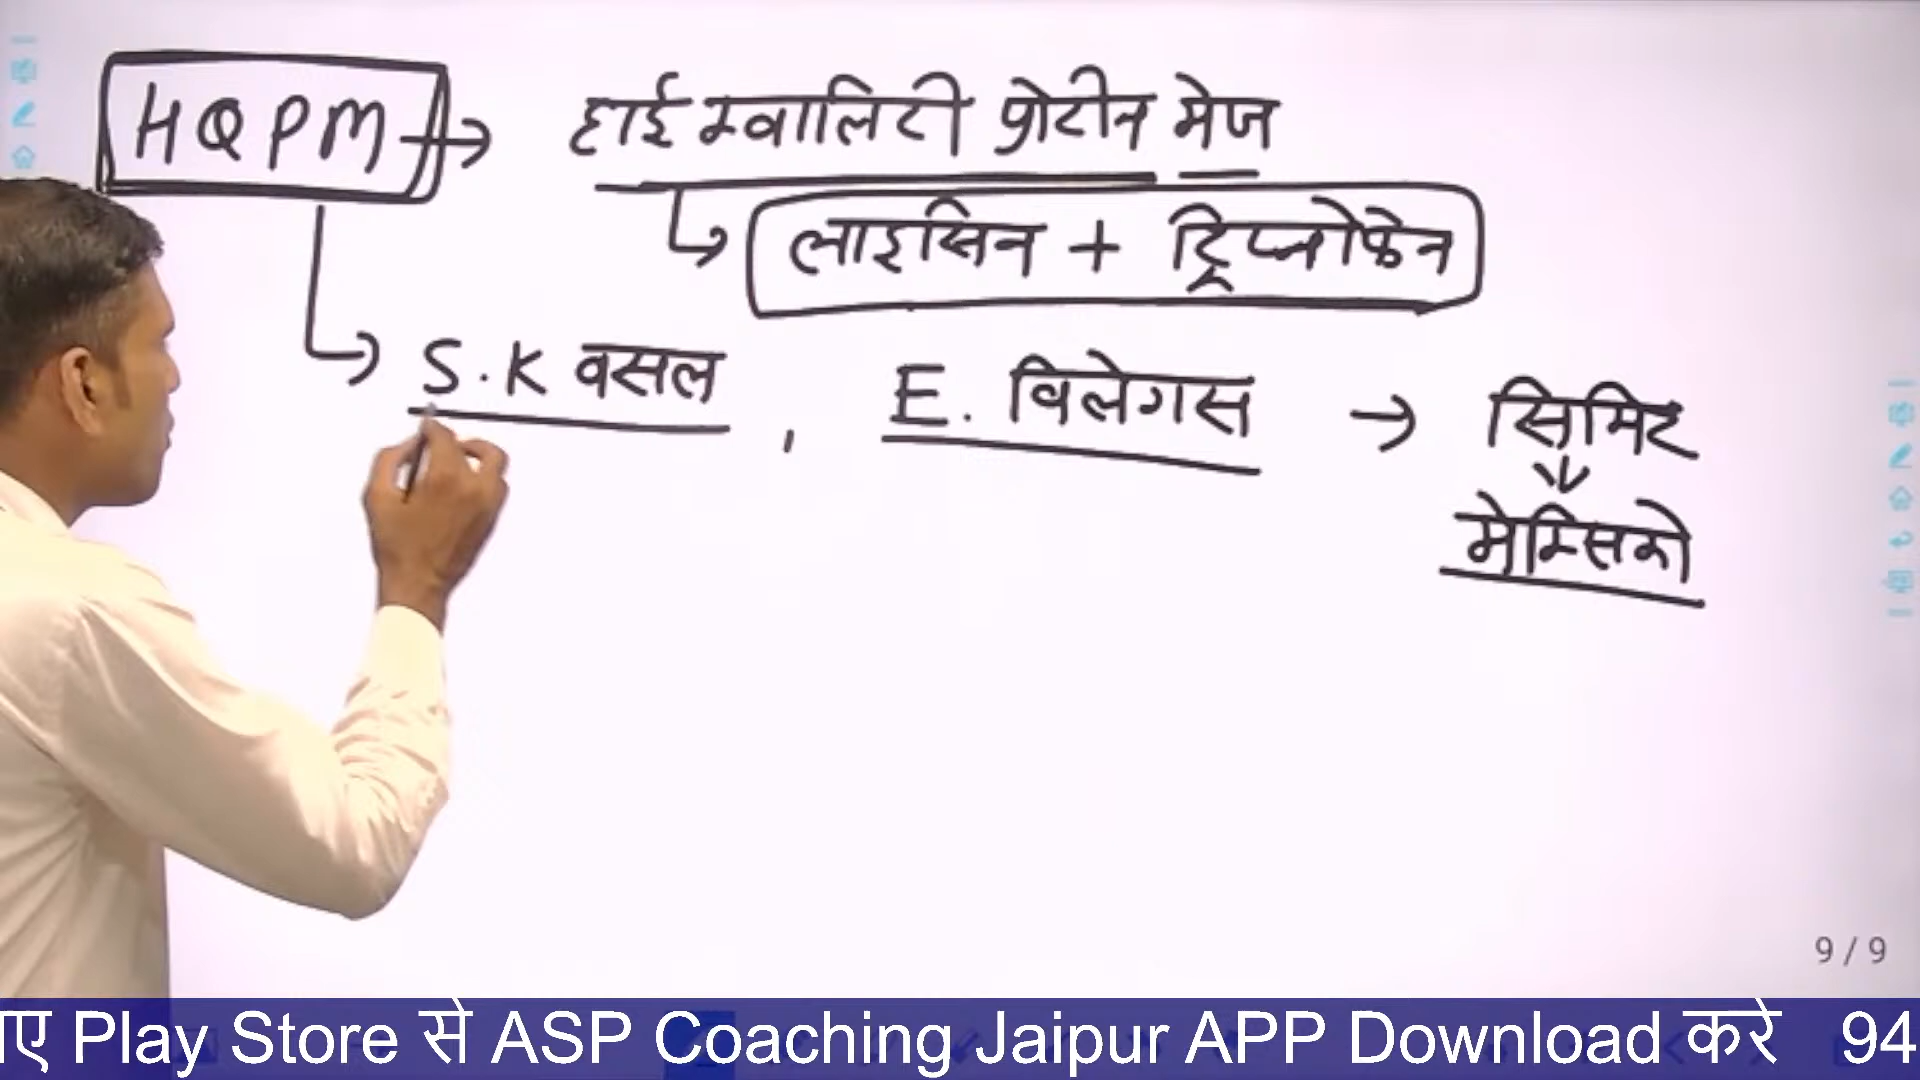 HQPM → हाई क्वालिटी प्रोटीन मेज
लाइसिन + ट्रिप्टोफेन
S.K वसल , E. विलेगस → सिमिट
मेक्सिको
9 / 9
Play Store से ASP Coaching Jaipur APP Download करे 94